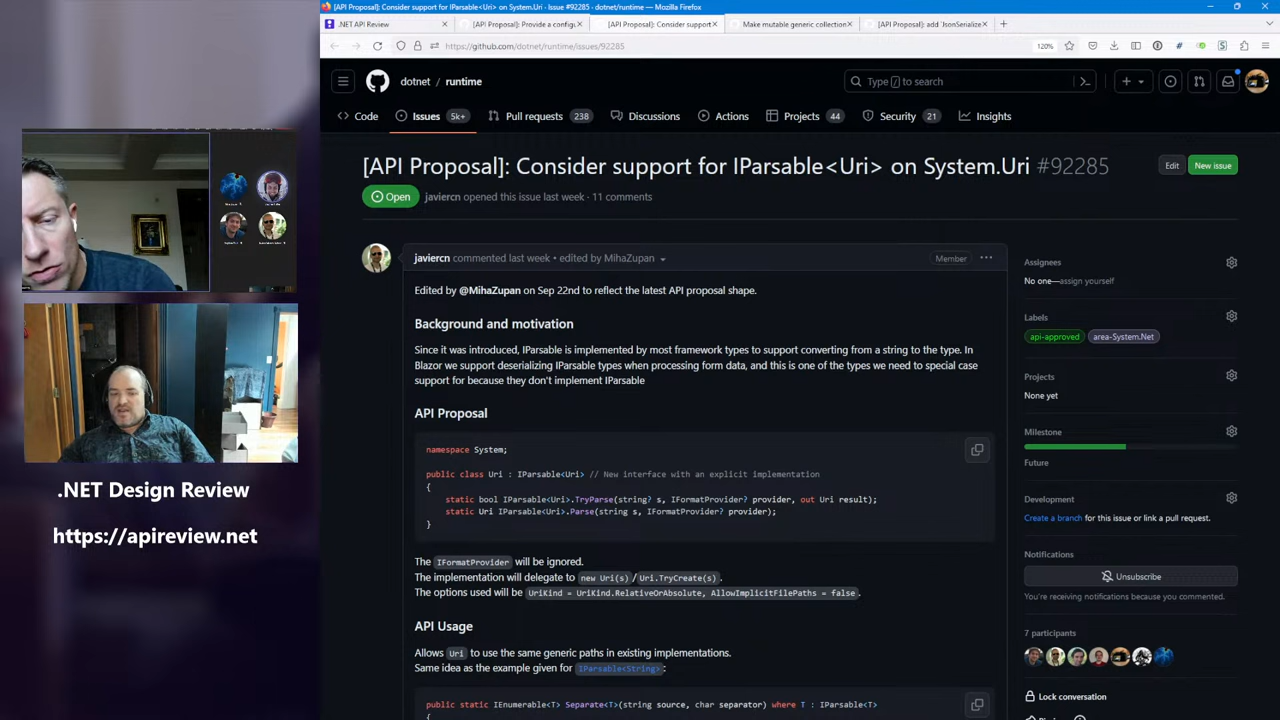 [API Proposal]: Consider support for IParsable<Uri> on System.Uri · Issue #92285 · dotnet/runtime — Mozilla Firefox
.NET API Review
[API Proposal]: Provide a configu
[API Proposal]: Consider support
Make mutable generic collection
[API Proposal]: add `JsonSerialize
https://github.com/dotnet/runtime/issues/92285
120%
dotnet / runtime
Type / to search
Code
Issues 5k+
Pull requests 238
Discussions
Actions
Projects 44
Security 21
Insights
[API Proposal]: Consider support for IParsable<Uri> on System.Uri #92285
Edit
New issue
Open
javiercn opened this issue last week · 11 comments
javiercn commented last week • edited by MihaZupan
Member
Edited by @MihaZupan on Sep 22nd to reflect the latest API proposal shape.
Background and motivation
Since it was introduced, IParsable is implemented by most framework types to support converting from a string to the type. In
Blazor we support deserializing IParsable types when processing form data, and this is one of the types we need to special case
support for because they don't implement IParsable
API Proposal
namespace System;
public class Uri : IParsable<Uri> // New interface with an explicit implementation
{
static bool IParsable<Uri>.TryParse(string? s, IFormatProvider? provider, out Uri result);
static Uri IParsable<Uri>.Parse(string s, IFormatProvider? provider);
}
The IFormatProvider will be ignored.
The implementation will delegate to new Uri(s) / Uri.TryCreate(s) .
The options used will be UriKind = UriKind.RelativeOrAbsolute, AllowImplicitFilePaths = false .
API Usage
Allows Uri to use the same generic paths in existing implementations.
Same idea as the example given for IParsable<String> :
public static IEnumerable<T> Separate<T>(string source, char separator) where T : IParsable<T>
{
Assignees
No one—assign yourself
Labels
api-approved
area-System.Net
Projects
None yet
Milestone
Future
Development
Create a branch for this issue or link a pull request.
Notifications
Unsubscribe
You're receiving notifications because you commented.
7 participants
Lock conversation
.NET Design Review
https://apireview.net